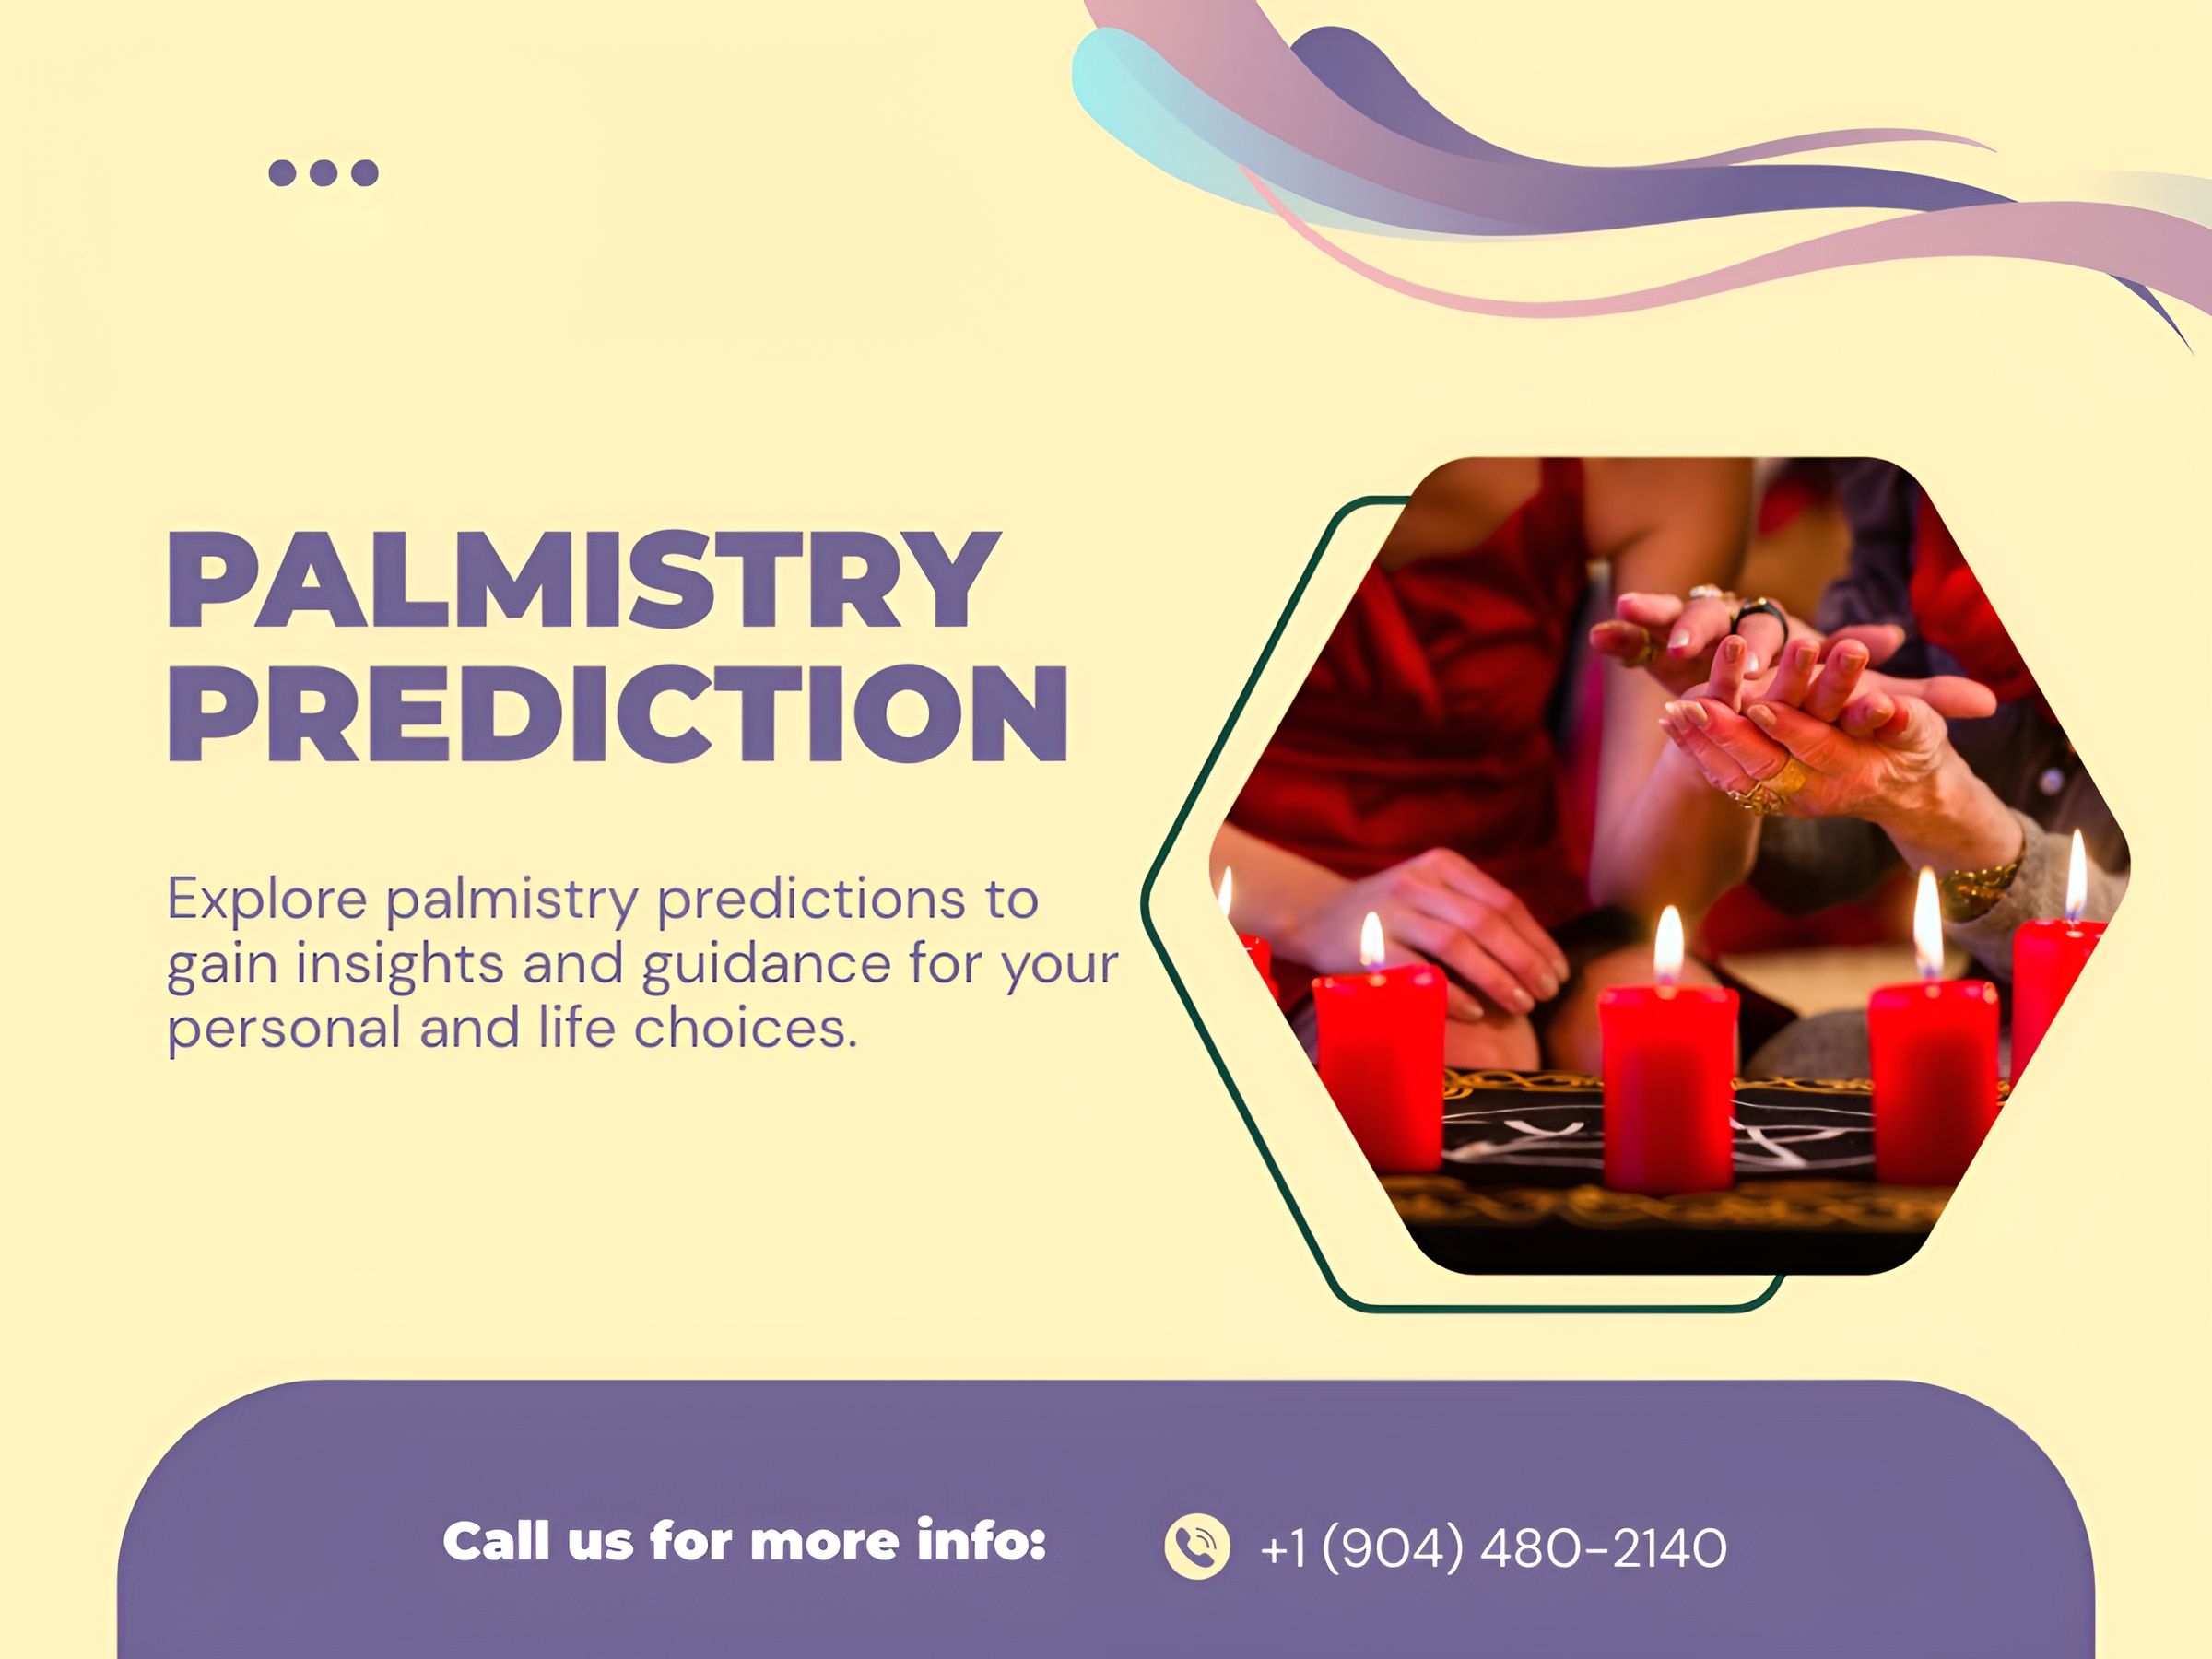 PALMISTRY
PREDICTION
Explore palmistry predictions to
gain insights and guidance for your
personal and life choices.
Call us for more info: +1 (904) 480-2140